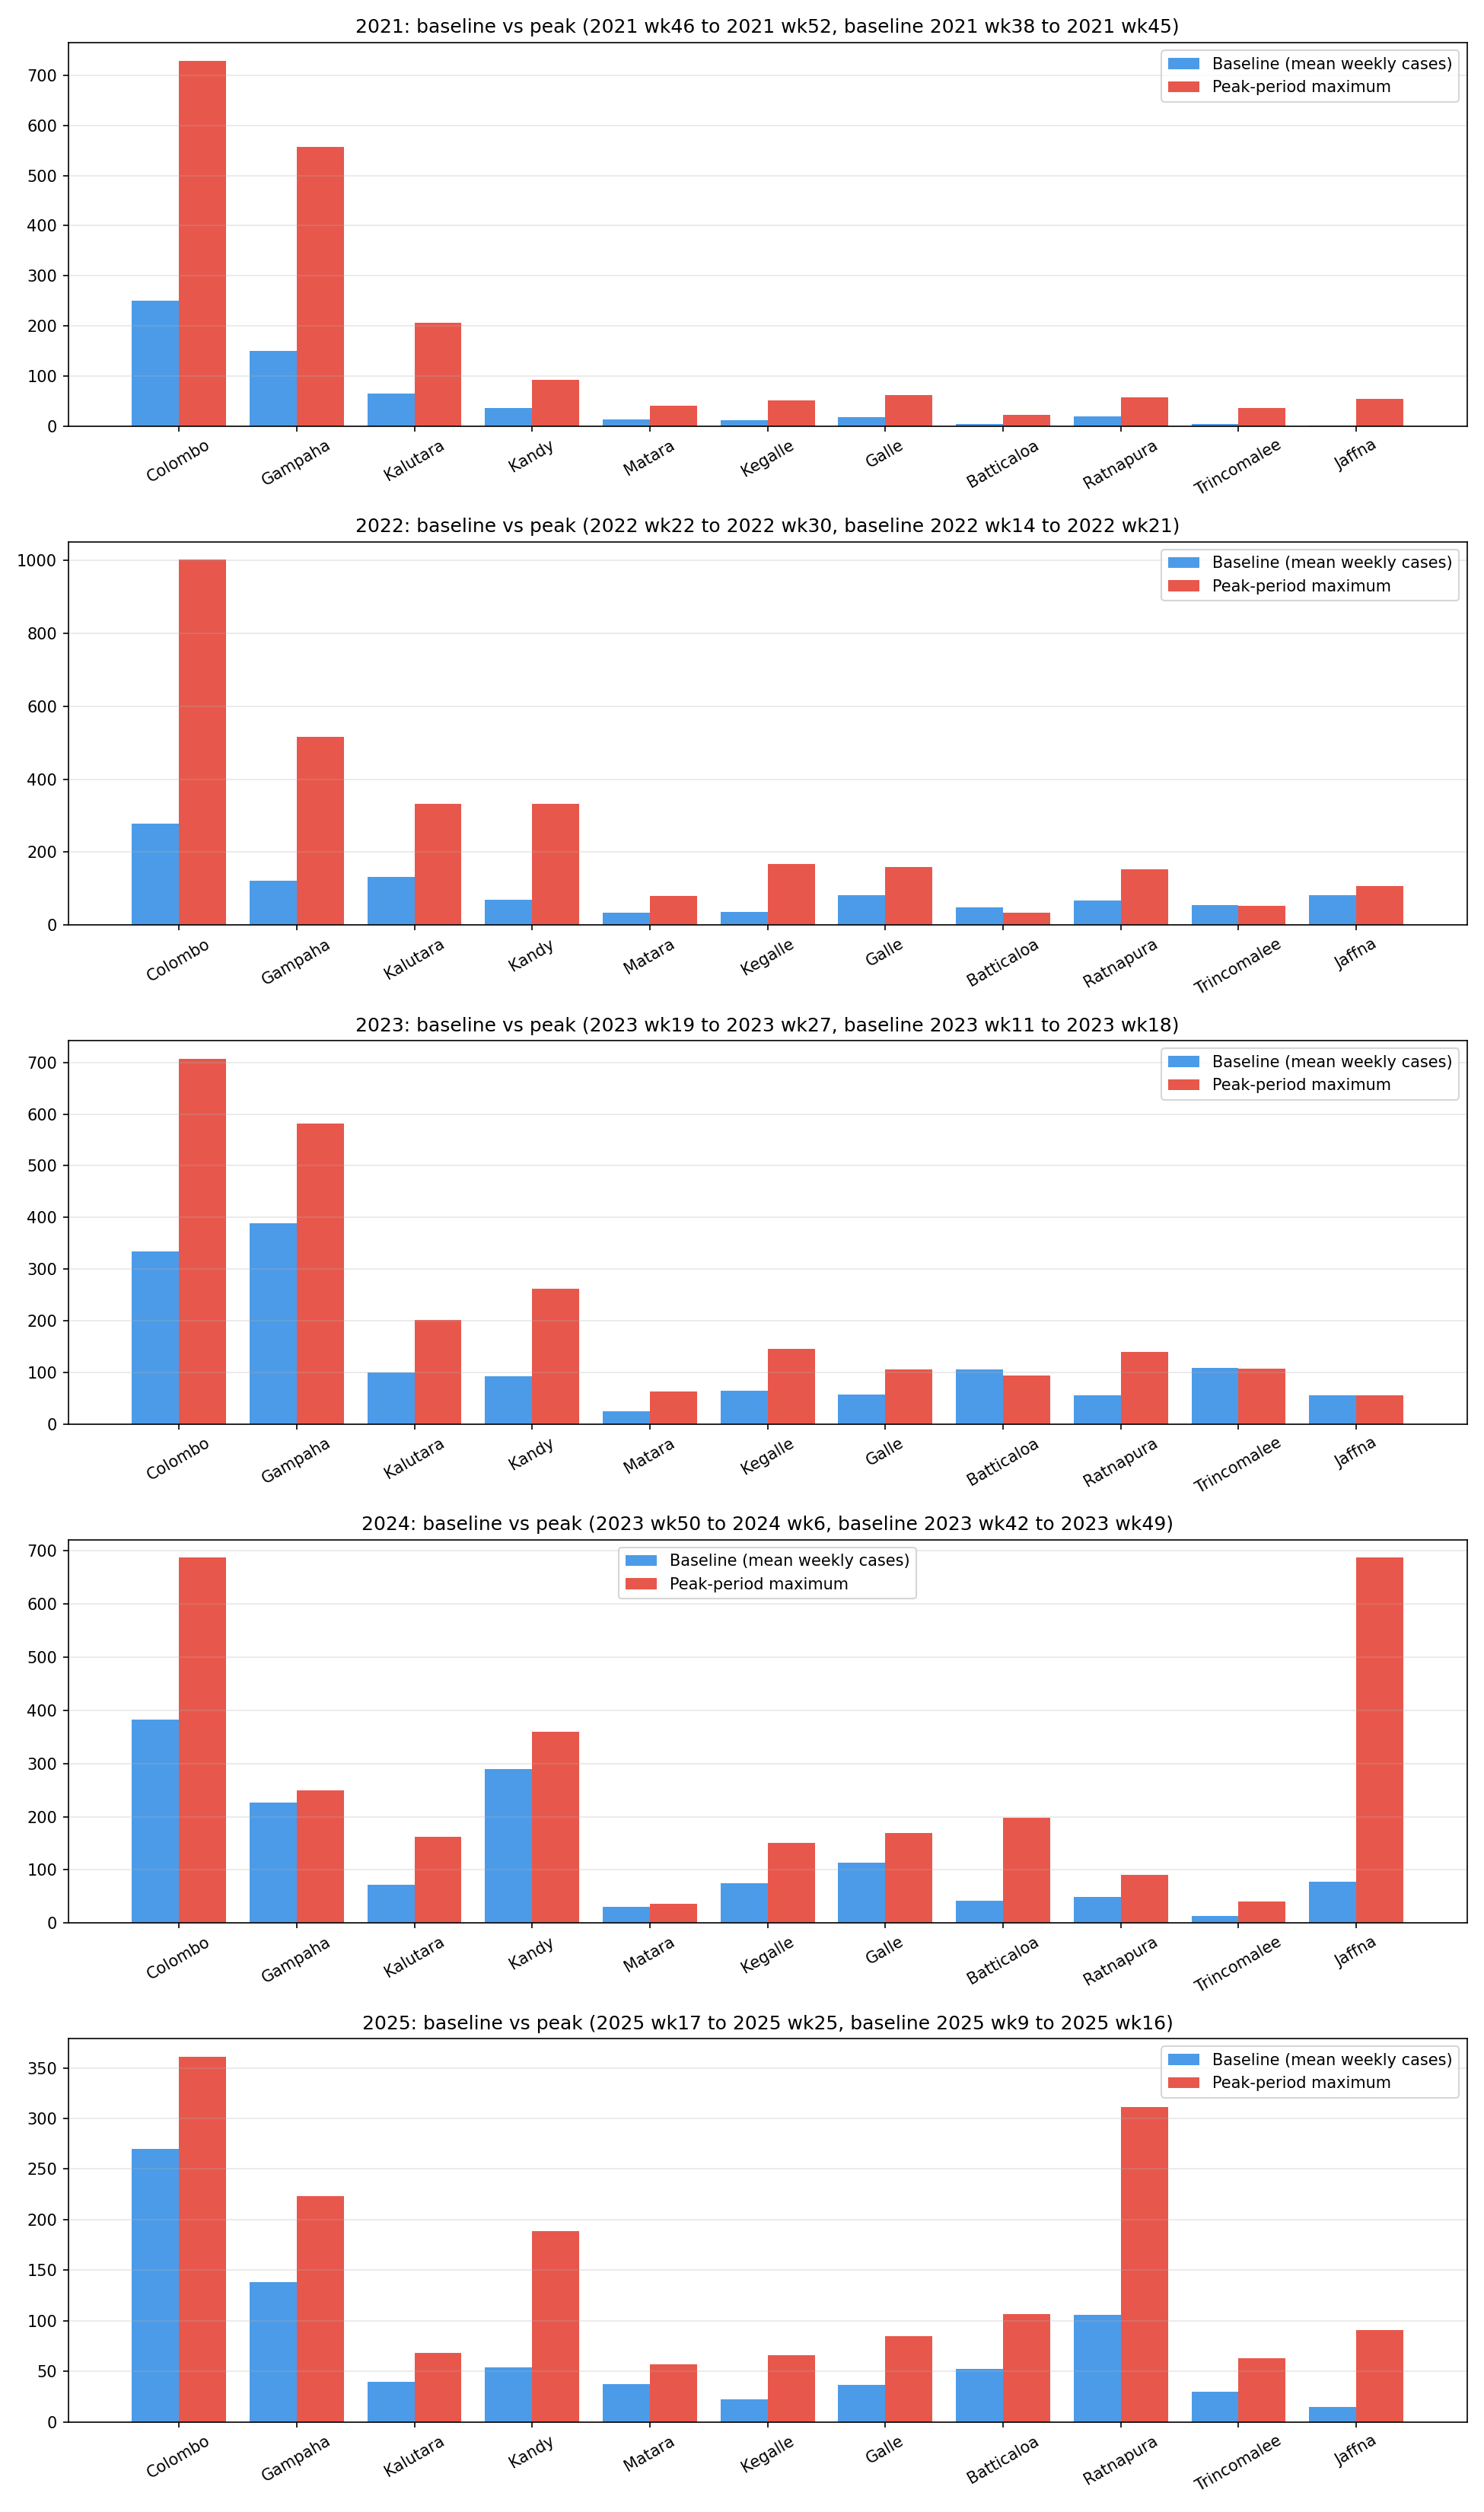 2021: baseline vs peak (2021 wk46 to 2021 wk52, baseline 2021 wk38 to 2021 wk45)
Baseline (mean weekly cases)
Peak-period maximum
700
600
500
400
300
200
100
0
Colombo Gampaha Kalutara Kandy Matara Kegalle Galle Batticaloa Ratnapura Trincomalee Jaffna
2022: baseline vs peak (2022 wk22 to 2022 wk30, baseline 2022 wk14 to 2022 wk21)
Baseline (mean weekly cases)
Peak-period maximum
1000
800
600
400
200
0
Colombo Gampaha Kalutara Kandy Matara Kegalle Galle Batticaloa Ratnapura Trincomalee Jaffna
2023: baseline vs peak (2023 wk19 to 2023 wk27, baseline 2023 wk11 to 2023 wk18)
Baseline (mean weekly cases)
Peak-period maximum
700
600
500
400
300
200
100
0
Colombo Gampaha Kalutara Kandy Matara Kegalle Galle Batticaloa Ratnapura Trincomalee Jaffna
2024: baseline vs peak (2023 wk50 to 2024 wk6, baseline 2023 wk42 to 2023 wk49)
Baseline (mean weekly cases)
Peak-period maximum
700
600
500
400
300
200
100
0
Colombo Gampaha Kalutara Kandy Matara Kegalle Galle Batticaloa Ratnapura Trincomalee Jaffna
2025: baseline vs peak (2025 wk17 to 2025 wk25, baseline 2025 wk9 to 2025 wk16)
Baseline (mean weekly cases)
Peak-period maximum
350
300
250
200
150
100
50
0
Colombo Gampaha Kalutara Kandy Matara Kegalle Galle Batticaloa Ratnapura Trincomalee Jaffna